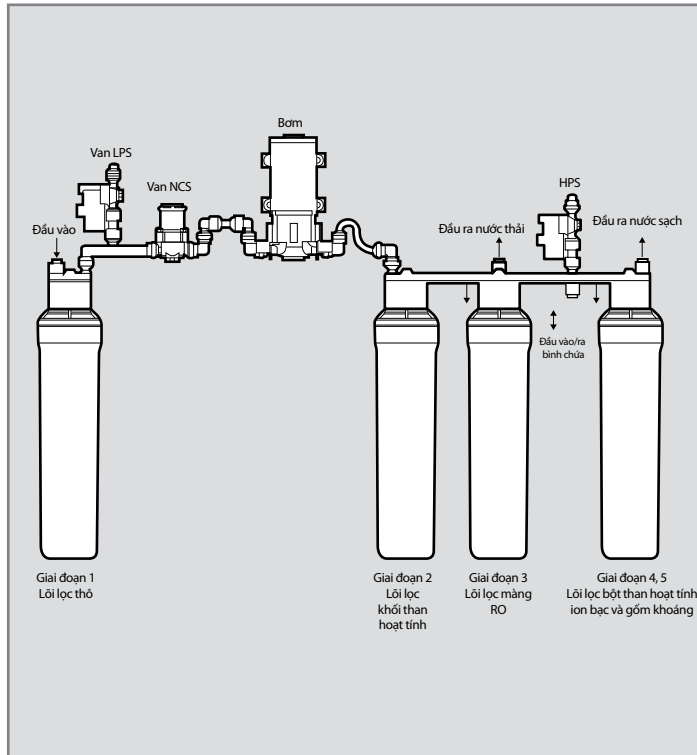 Bơm
Van LPS
Van NCS
HPS
Đầu vào
Đầu ra nước thải
Đầu ra nước sạch
Đầu vào/ra
bình chứa
Giai đoạn 1
Lõi lọc thô
Giai đoạn 2
Lõi lọc
khối than
hoạt tính
Giai đoạn 3
Lõi lọc màng
RO
Giai đoạn 4, 5
Lõi lọc bột than hoạt tính
ion bạc và gốm khoáng